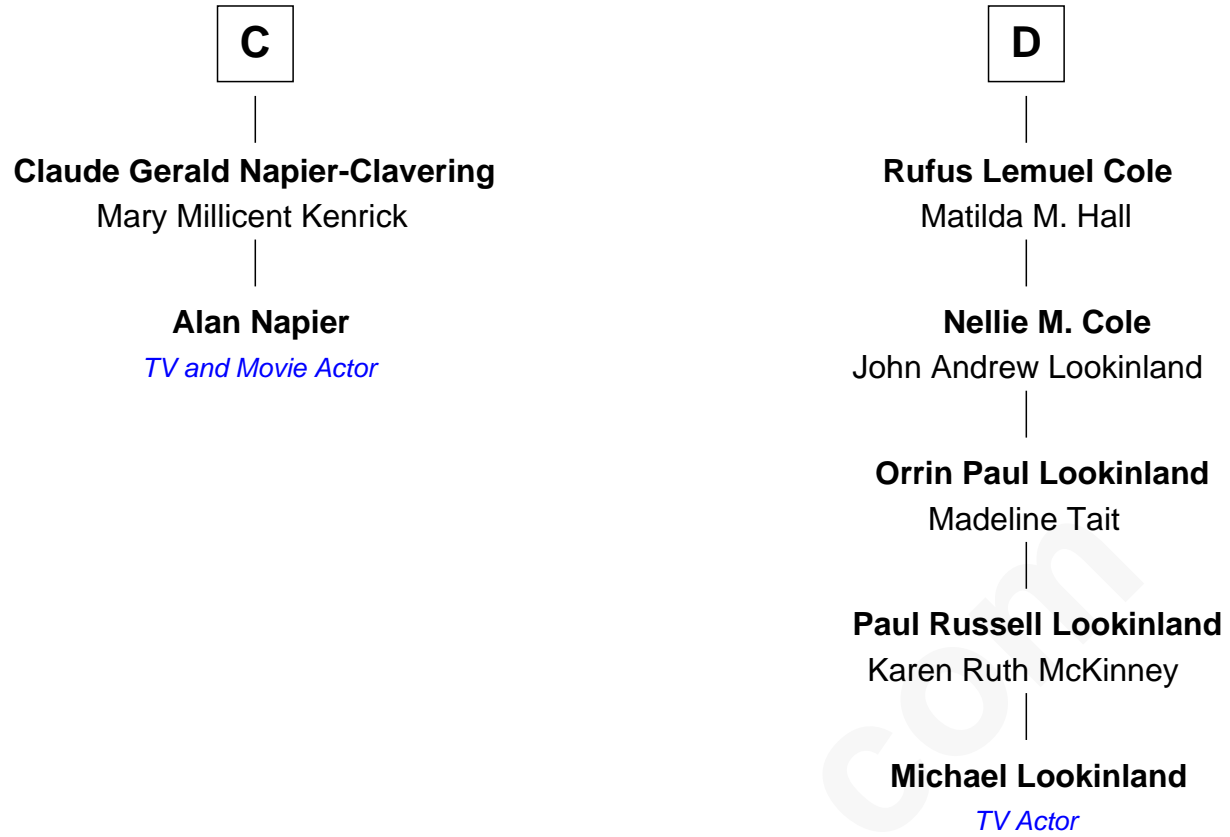 C
Claude Gerald Napier-Clavering
Mary Millicent Kenrick
Alan Napier
TV and Movie Actor
D
Rufus Lemuel Cole
Matilda M. Hall
Nellie M. Cole
John Andrew Lookinland
Orrin Paul Lookinland
Madeline Tait
Paul Russell Lookinland
Karen Ruth McKinney
Michael Lookinland
TV Actor
com